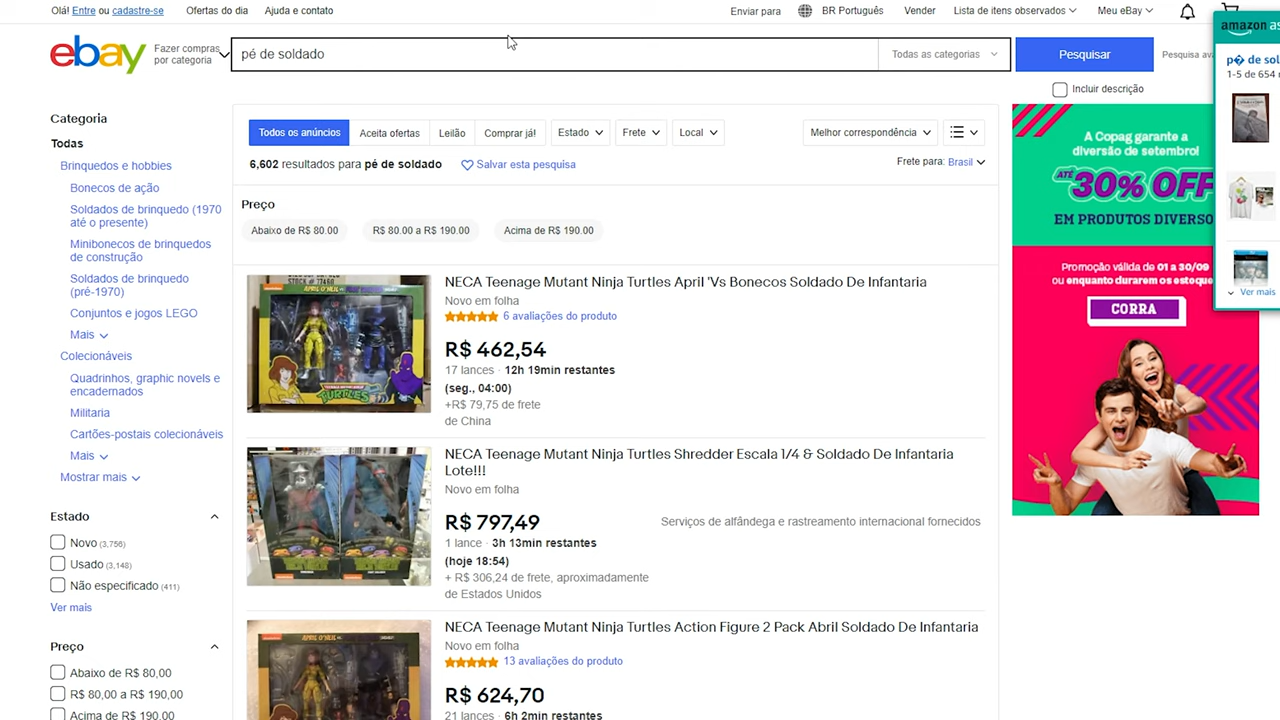 Olá! Entre ou cadastre-se
Ofertas do dia
Ajuda e contato
Enviar para
BR Português
Vender
Lista de itens observados
Meu eBay
ebay
Fazer compras
por categoria
pé de soldado
Todas as categorias
Pesquisar
Pesquisa
Incluir descrição
Categoria
Todas
Brinquedos e hobbies
Bonecos de ação
Soldados de brinquedo (1970
até o presente)
Minibonecos de brinquedos
de construção
Soldados de brinquedo
(pré-1970)
Conjuntos e jogos LEGO
Mais
Colecionáveis
Quadrinhos, graphic novels e
encadernados
Militaria
Cartões-postais colecionáveis
Mais
Mostrar mais
Estado
Novo (3,756)
Usado (3,148)
Não especificado (411)
Ver mais
Preço
Abaixo de R$ 80,00
R$ 80,00 a R$ 190,00
Acima de R$ 190,00
Todos os anúncios
Aceita ofertas
Leilão
Comprar já!
Estado
Frete
Local
Melhor correspondência
6,602 resultados para pé de soldado
Salvar esta pesquisa
Frete para: Brasil
Preço
Abaixo de R$ 80.00
R$ 80.00 a R$ 190.00
Acima de R$ 190.00
NECA Teenage Mutant Ninja Turtles April 'Vs Bonecos Soldado De Infantaria
Novo em folha
6 avaliações do produto
R$ 462,54
17 lances · 12h 19min restantes
(seg., 04:00)
+R$ 79,75 de frete
de China
TURTLES
NECA Teenage Mutant Ninja Turtles Shredder Escala 1/4 & Soldado De Infantaria
Lote!!!
Novo em folha
R$ 797,49
1 lance · 3h 13min restantes
(hoje 18:54)
+ R$ 306,24 de frete, aproximadamente
de Estados Unidos
Serviços de alfândega e rastreamento internacional fornecidos
NECA Teenage Mutant Ninja Turtles Action Figure 2 Pack Abril Soldado De Infantaria
Novo em folha
13 avaliações do produto
R$ 624,70
21 lances · 6h 2min restantes
A Copag garante a
diversão de setembro!
ATÉ
30% OFF
EM PRODUTOS DIVERSO
Promoção válida de 01 a 30/09
ou enquanto durarem os estoque
CORRA
amazon as
p� de sol
1-5 de 654
Ver mais